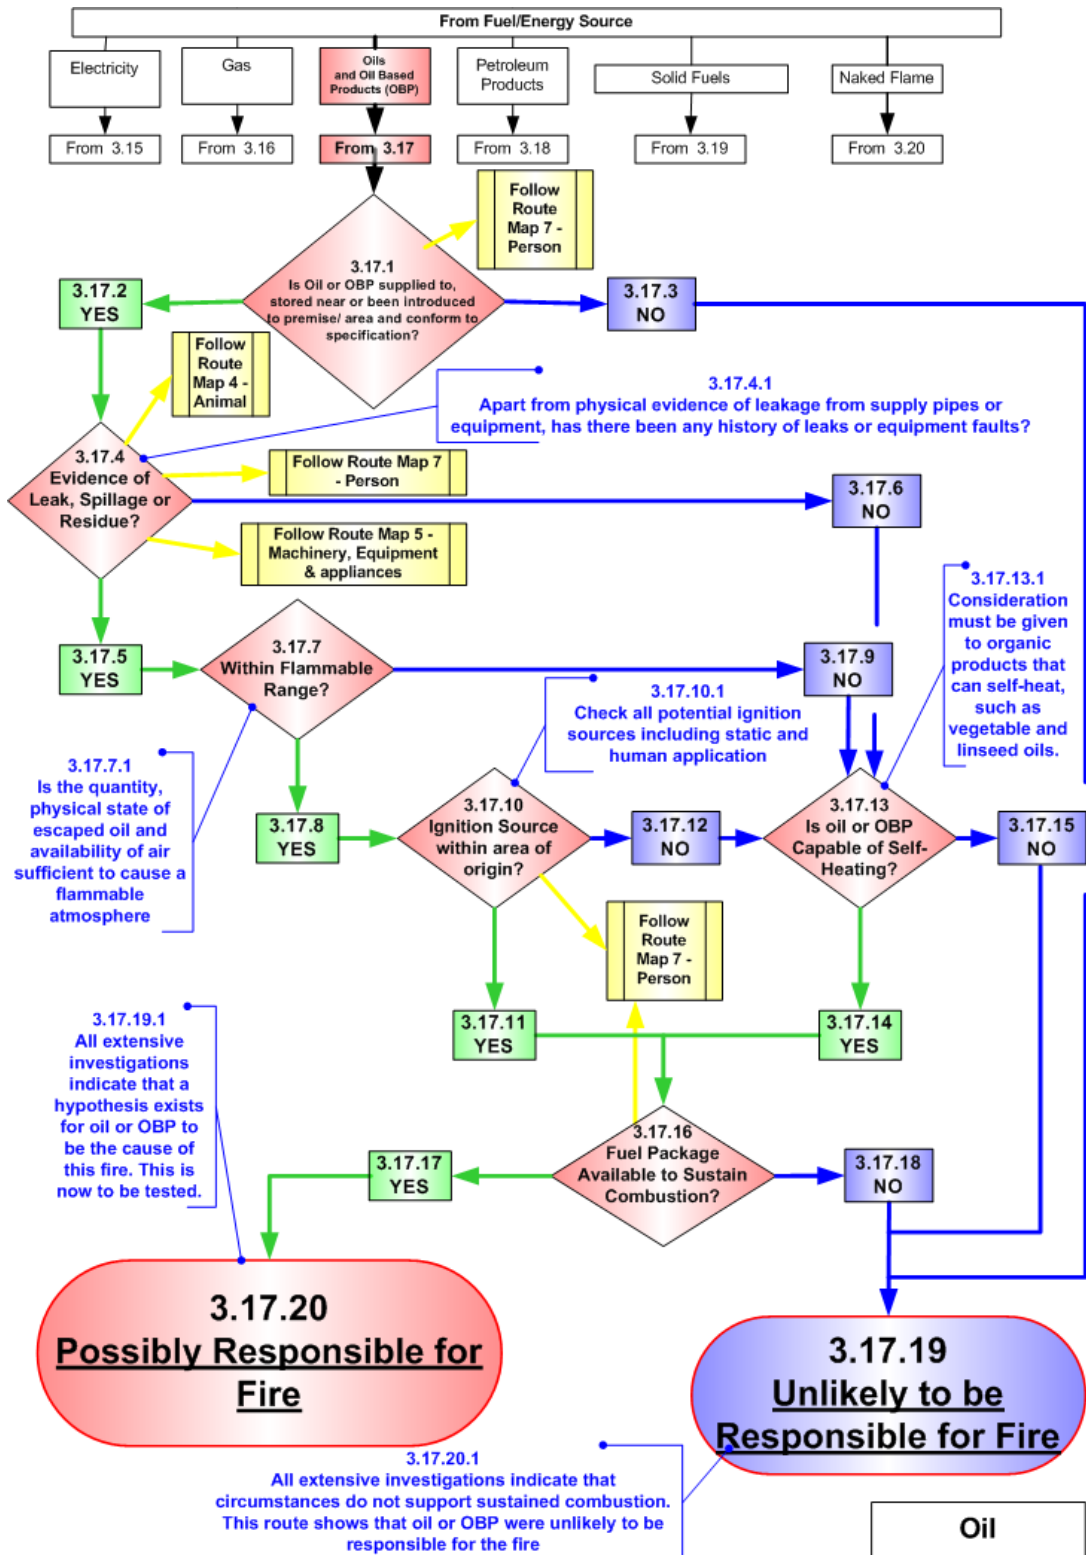 From Fuel/Energy Source
Electricity
Gas
Oils
and Oil Based
Products (OBP)
Petroleum
Products
Solid Fuels
Naked Flame
From 3.15
From 3.16
From 3.17
From 3.18
From 3.19
From 3.20
Follow
Route
Map 7 -
Person
3.17.1
Is Oil or OBP supplied to,
stored near or been introduced
to premise/ area and conform to
specification?
3.17.2
YES
3.17.3
NO
Follow
Route
Map 4 -
Animal
3.17.4.1
Apart from physical evidence of leakage from supply pipes or
equipment, has there been any history of leaks or equipment faults?
3.17.4
Evidence of
Leak, Spillage or
Residue?
Follow Route Map 7
- Person
3.17.6
NO
Follow Route Map 5 -
Machinery, Equipment
& appliances
3.17.13.1
Consideration
must be given
to organic
products that
can self-heat,
such as
vegetable and
linseed oils.
3.17.5
YES
3.17.7
Within Flammable
Range?
3.17.9
NO
3.17.10.1
Check all potential ignition
sources including static and
human application
3.17.7.1
Is the quantity,
physical state of
escaped oil and
availability of air
sufficient to cause a
flammable
atmosphere
3.17.8
YES
3.17.10
Ignition Source
within area of
origin?
3.17.12
NO
3.17.13
Is oil or OBP
Capable of Self-
Heating?
3.17.15
NO
Follow
Route
Map 7 -
Person
3.17.11
YES
3.17.14
YES
3.17.19.1
All extensive
investigations
indicate that a
hypothesis exists
for oil or OBP to
be the cause of
this fire. This is
now to be tested.
3.17.16
Fuel Package
Available to Sustain
Combustion?
3.17.17
YES
3.17.18
NO
3.17.20
Possibly Responsible for
Fire
3.17.19
Unlikely to be
Responsible for Fire
3.17.20.1
All extensive investigations indicate that
circumstances do not support sustained combustion.
This route shows that oil or OBP were unlikely to be
responsible for the fire
Oil